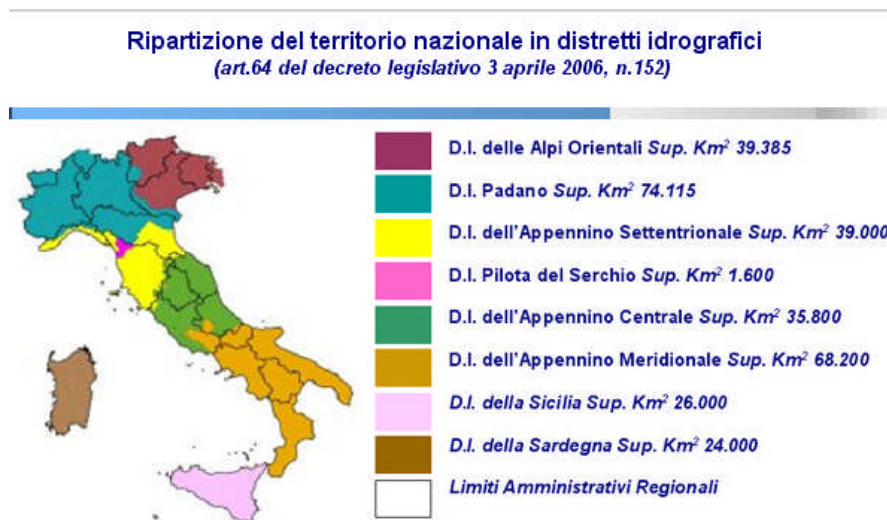 Ripartizione del territorio nazionale in distretti idrografici
(art.64 del decreto legislativo 3 aprile 2006, n.152)
D.I. delle Alpi Orientali Sup. Km² 39.385
D.I. Padano Sup. Km² 74.115
D.I. dell'Appennino Settentrionale Sup. Km² 39.000
D.I. Pilota del Serchio Sup. Km² 1.600
D.I. dell'Appennino Centrale Sup. Km² 35.800
D.I. dell'Appennino Meridionale Sup. Km² 68.200
D.I. della Sicilia Sup. Km² 26.000
D.I. della Sardegna Sup. Km² 24.000
Limiti Amministrativi Regionali